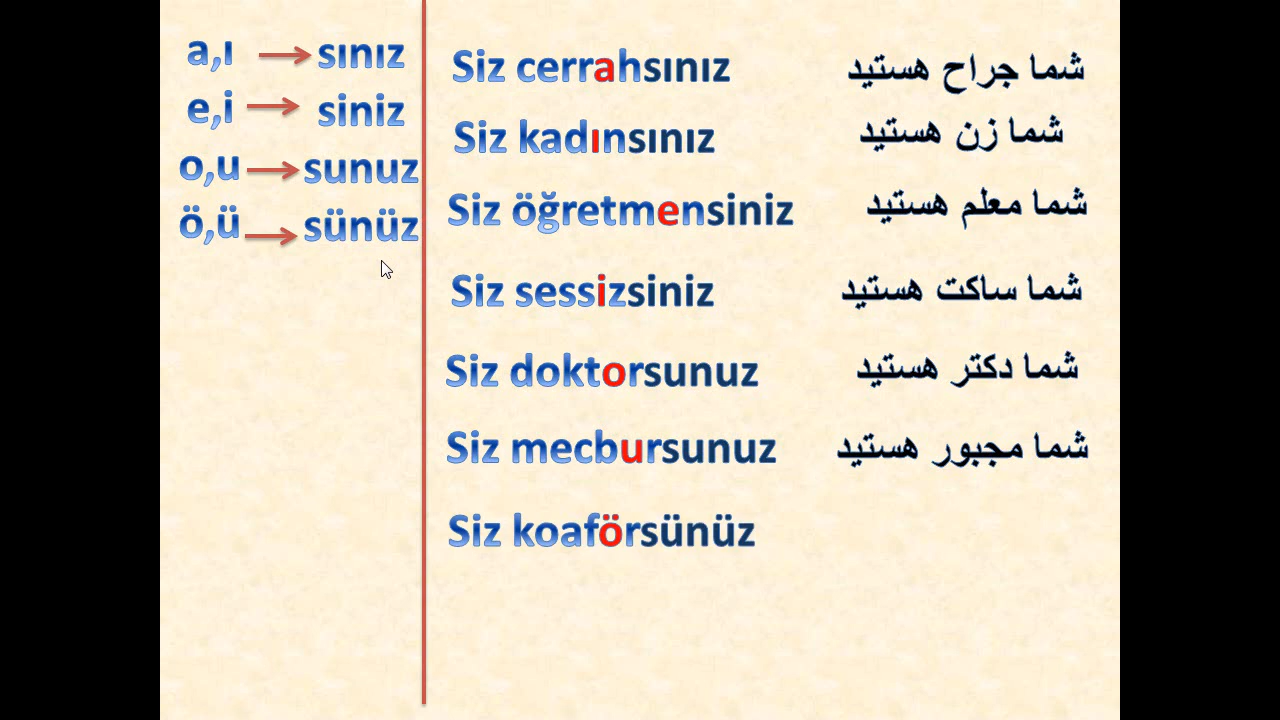 a,ı → sınız
e,i → siniz
o,u → sunuz
ö,ü → sünüz
Siz cerrahsınız شما جراح هستید
Siz kadınsınız شما زن هستید
Siz öğretmensiniz شما معلم هستید
Siz sessizsiniz شما ساکت هستید
Siz doktorsunuz شما دکتر هستید
Siz mecbursunuz شما مجبور هستید
Siz koaförsünüz